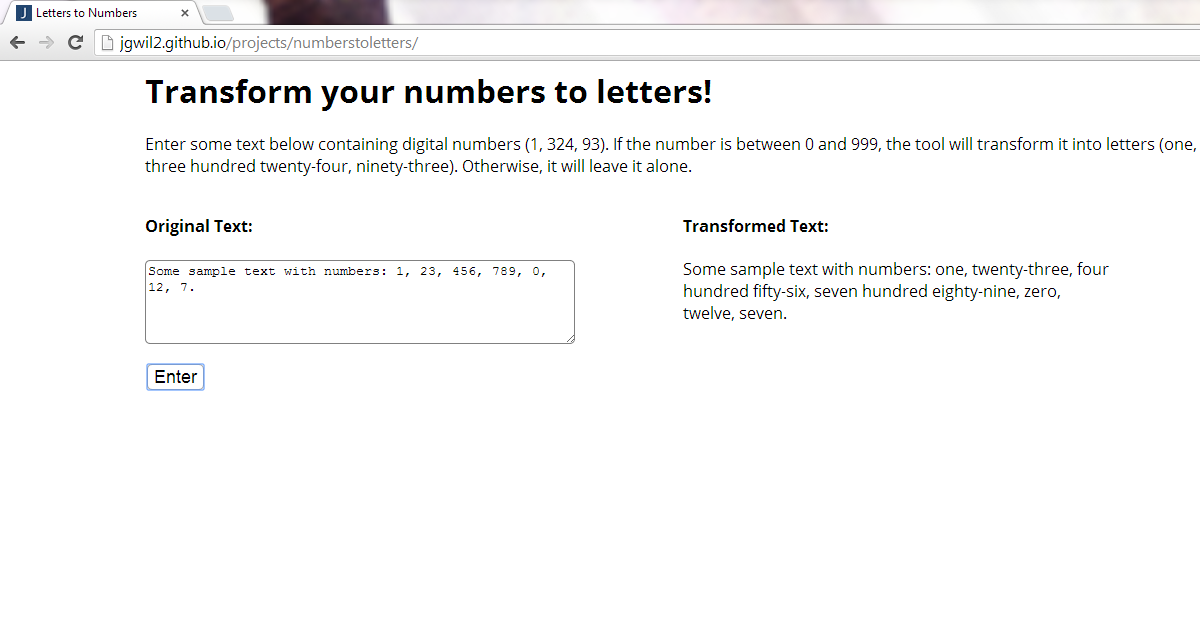 Letters to Numbers
jgwil2.github.io/projects/numberstoletters/
Transform your numbers to letters!
Enter some text below containing digital numbers (1, 324, 93). If the number is between 0 and 999, the tool will transform it into letters (one,
three hundred twenty-four, ninety-three). Otherwise, it will leave it alone.
Original Text:
Some sample text with numbers: 1, 23, 456, 789, 0,
12, 7.
Enter
Transformed Text:
Some sample text with numbers: one, twenty-three, four
hundred fifty-six, seven hundred eighty-nine, zero,
twelve, seven.